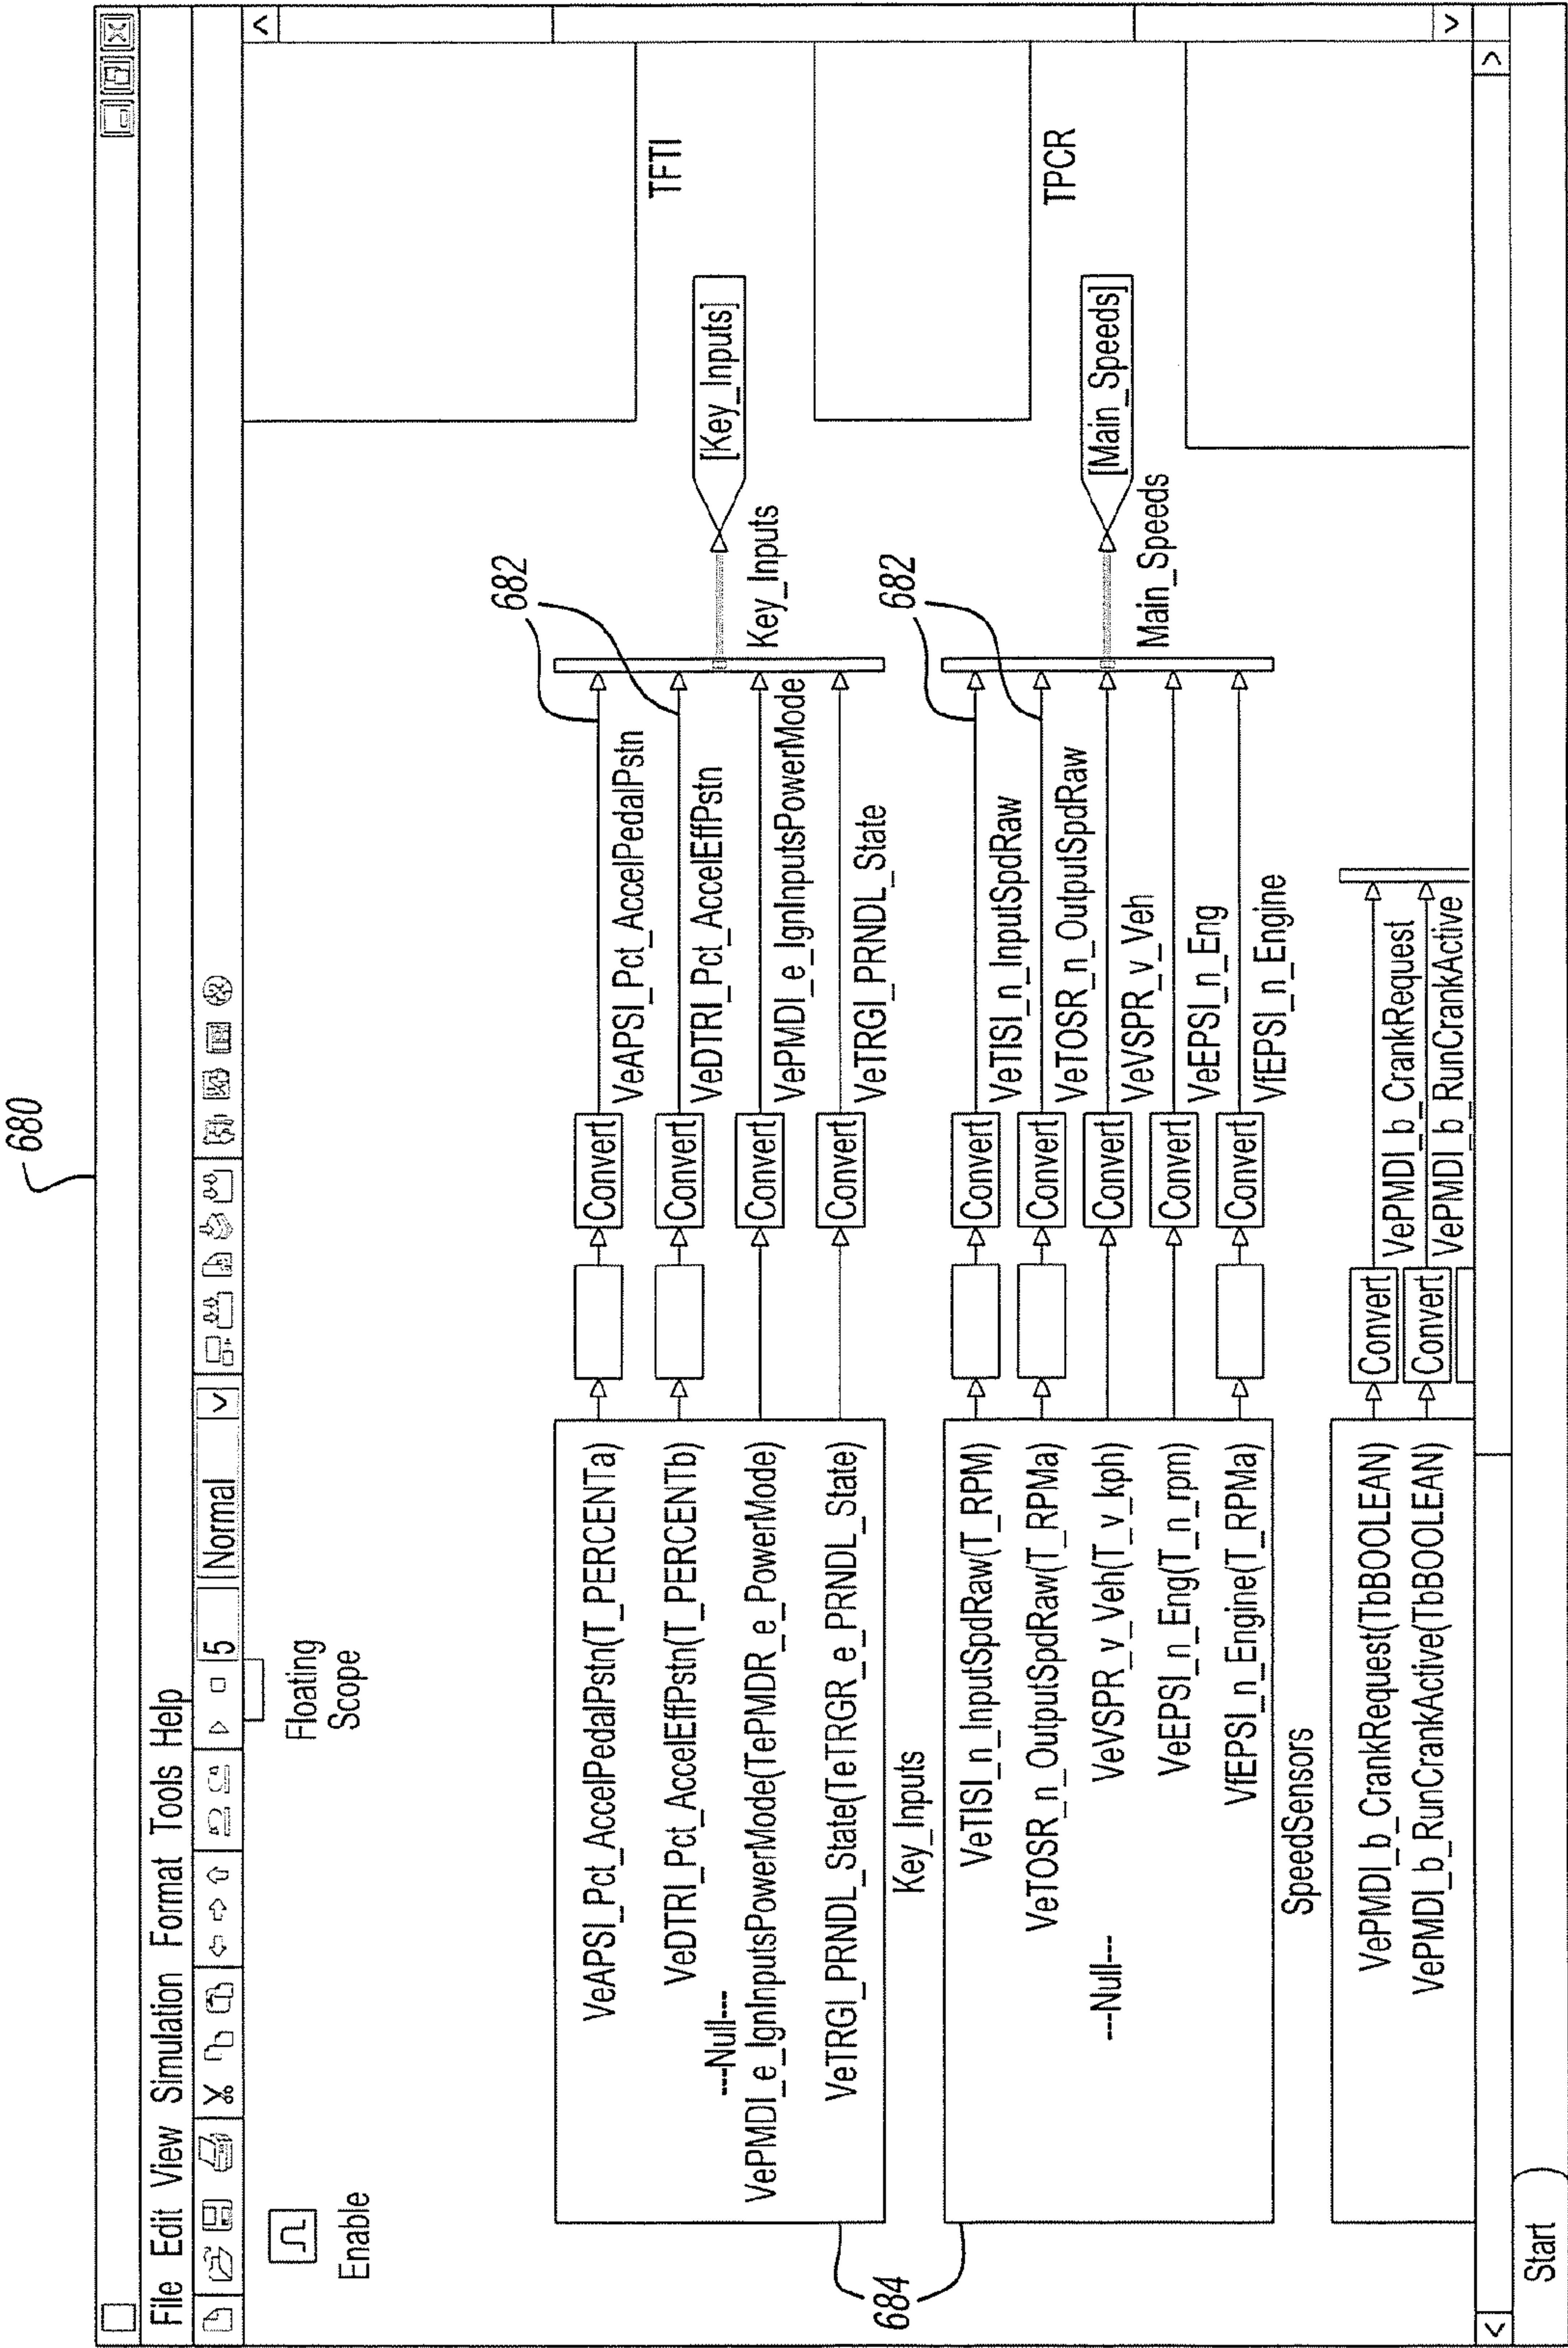 680
File Edit View Simulation Format Tools Help
5 Normal
Enable
Floating
Scope
VeAPSI_Pct_AccelPedalPstn(T_PERCENTa)
VeDTRI_Pct_AccelEffPstn(T_PERCENTb)
---Null---
VePMDI_e_IgnInputsPowerMode(TePMDR_e_PowerMode)
VeTRGI_PRNDL_State(TeTRGR_e_PRNDL_State)
Key_Inputs
Convert
Convert
Convert
Convert
VeAPSI_Pct_AccelPedalPstn
VeDTRI_Pct_AccelEffPstn
VePMDI_e_IgnInputsPowerMode
VeTRGI_PRNDL_State
682
Key_Inputs
[Key_Inputs]
TFTI
684
VeTISI_n_InputSpdRaw(T_RPM)
VeTOSR_n_OutputSpdRaw(T_RPMa)
---Null---
VeVSPR_v_Veh(T_v_kph)
VeEPSI_n_Eng(T_n_rpm)
VfEPSI_n_Engine(T_RPMa)
SpeedSensors
Convert
Convert
Convert
Convert
Convert
VeTISI_n_InputSpdRaw
VeTOSR_n_OutputSpdRaw
VeVSPR_v_Veh
VeEPSI_n_Eng
VfEPSI_n_Engine
682
Main_Speeds
[Main_Speeds]
TPCR
VePMDI_b_CrankRequest(TbBOOLEAN)
VePMDI_b_RunCrankActive(TbBOOLEAN)
Convert
Convert
VePMDI_b_CrankRequest
VePMDI_b_RunCrankActive
Start